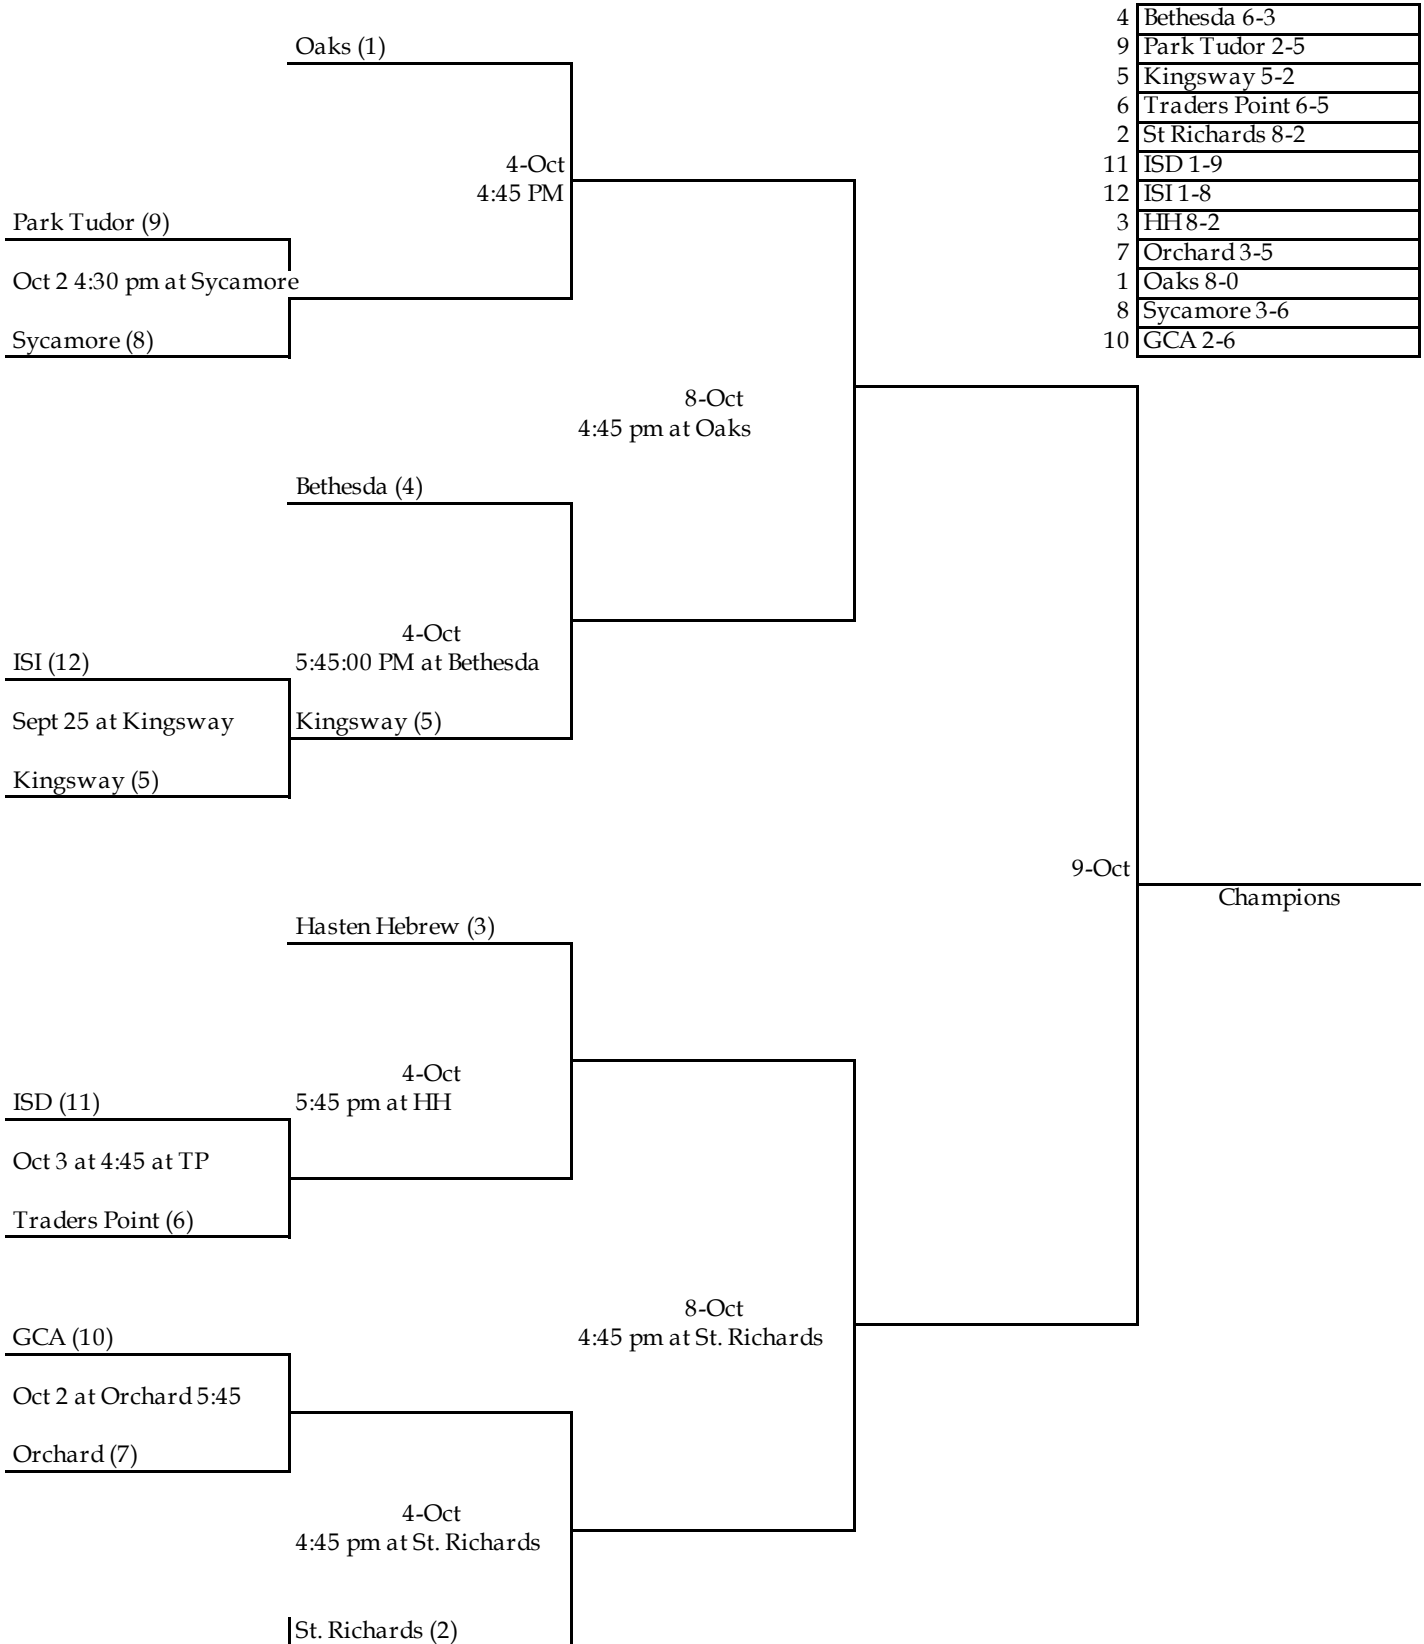 4 Bethesda 6-3
Oaks (1)
9 Park Tudor 2-5
5 Kingsway 5-2
6 Traders Point 6-5
2 St Richards 8-2
4-Oct
11 ISD 1-9
4:45 PM
12 ISI 1-8
Park Tudor (9)
3 HH 8-2
7 Orchard 3-5
Oct 2 4:30 pm at Sycamore
1 Oaks 8-0
8 Sycamore 3-6
Sycamore (8)
10 GCA 2-6
8-Oct
4:45 pm at Oaks
Bethesda (4)
4-Oct
ISI (12)
5:45:00 PM at Bethesda
Sept 25 at Kingsway
Kingsway (5)
Kingsway (5)
9-Oct
Champions
Hasten Hebrew (3)
4-Oct
ISD (11)
5:45 pm at HH
Oct 3 at 4:45 at TP
Traders Point (6)
8-Oct
GCA (10)
4:45 pm at St. Richards
Oct 2 at Orchard 5:45
Orchard (7)
4-Oct
4:45 pm at St. Richards
St. Richards (2)